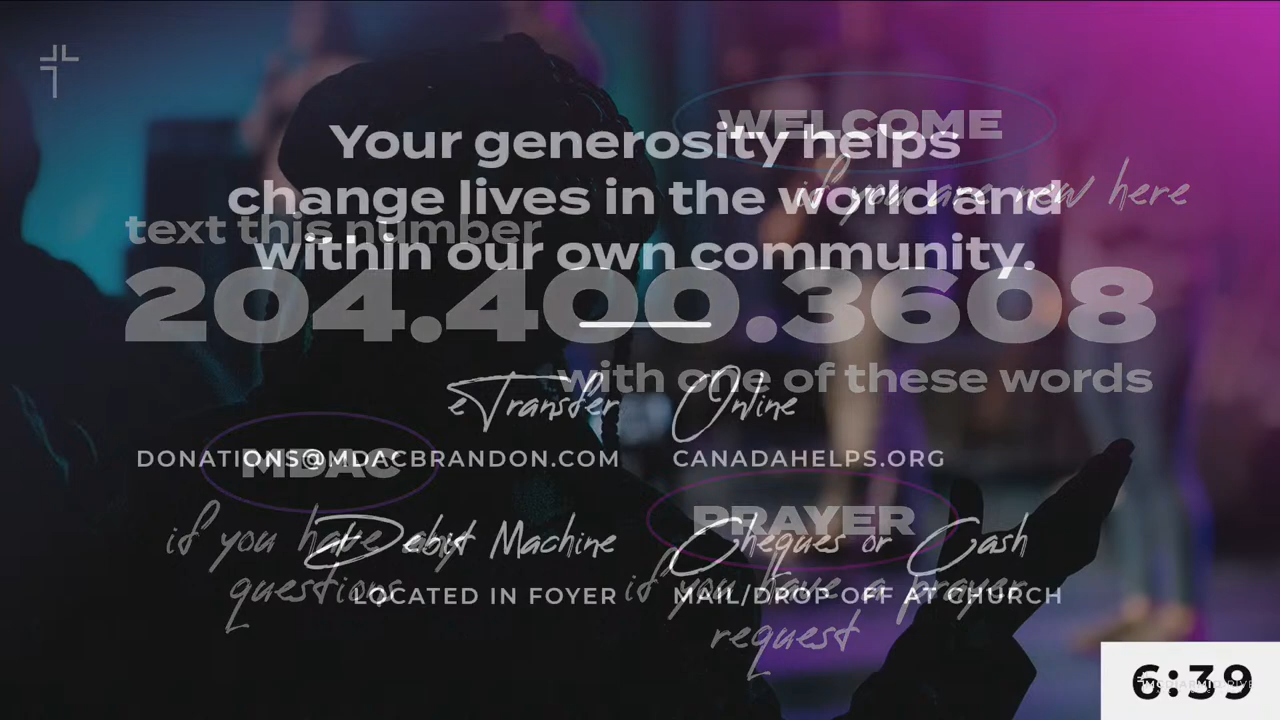 WELCOME
if you are new here
Your generosity helps
change lives in the world and
within our own community.
text this number
204.400.3608
with one of these words
eTransfer
DONATIONS@MDACBRANDON.COM
Online
CANADAHELPS.ORG
MDAC
if you have
questions
PRAYER
if you have a prayer
request
Debit Machine
LOCATED IN FOYER
Cheques or Cash
MAIL/DROP OFF AT CHURCH
6:39